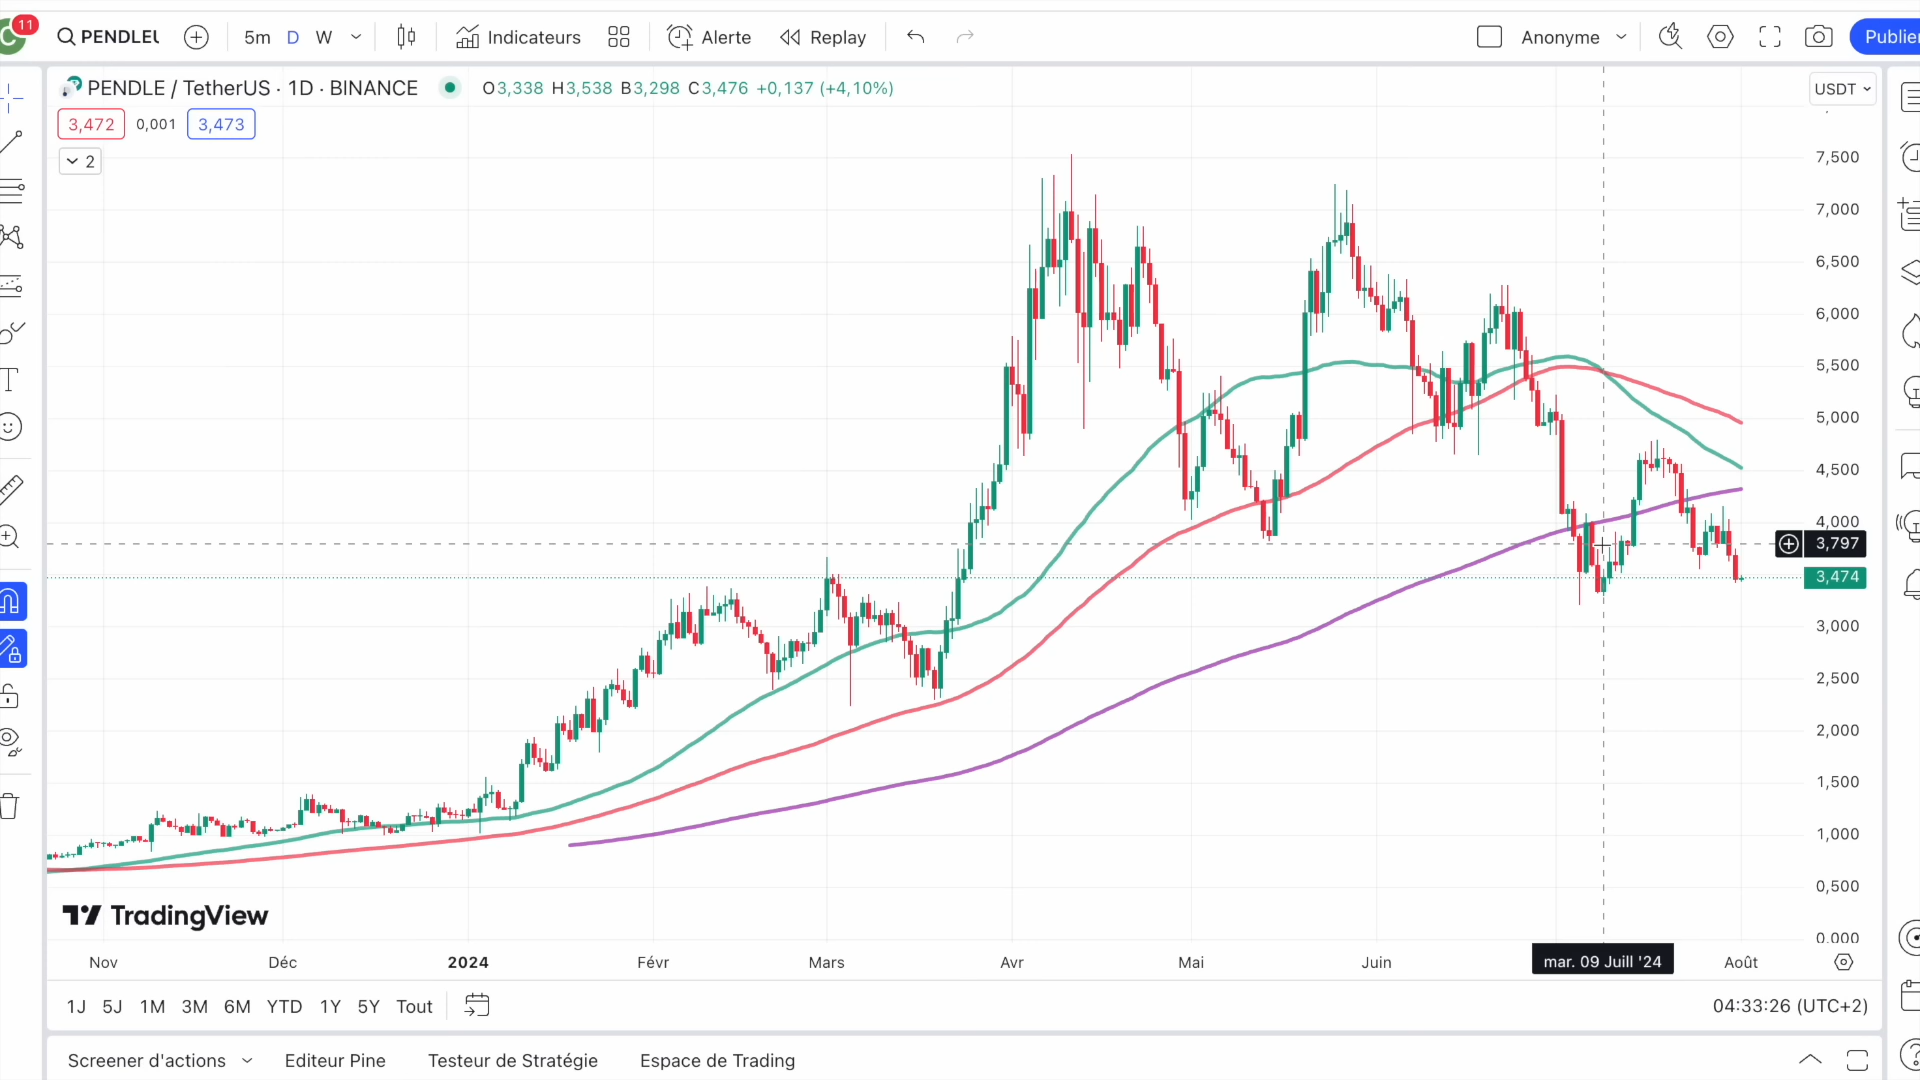 C 11 PENDLEU 5m D W Indicateurs Alerte Replay Anonyme Publier
PENDLE / TetherUS · 1D · BINANCE O3,338 H3,538 B3,298 C3,476 +0,137 (+4,10%) USDT
3,472 0,001 3,473
2
7,500
7,000
6,500
6,000
5,500
5,000
4,500
4,000
3,797
3,474
3,000
2,500
2,000
1,500
1,000
0,500
0,000
TradingView
Nov Déc 2024 Févr Mars Avr Mai Juin mar. 09 Juill '24 Août
1J 5J 1M 3M 6M YTD 1Y 5Y Tout 04:33:26 (UTC+2)
Screener d'actions Editeur Pine Testeur de Stratégie Espace de Trading